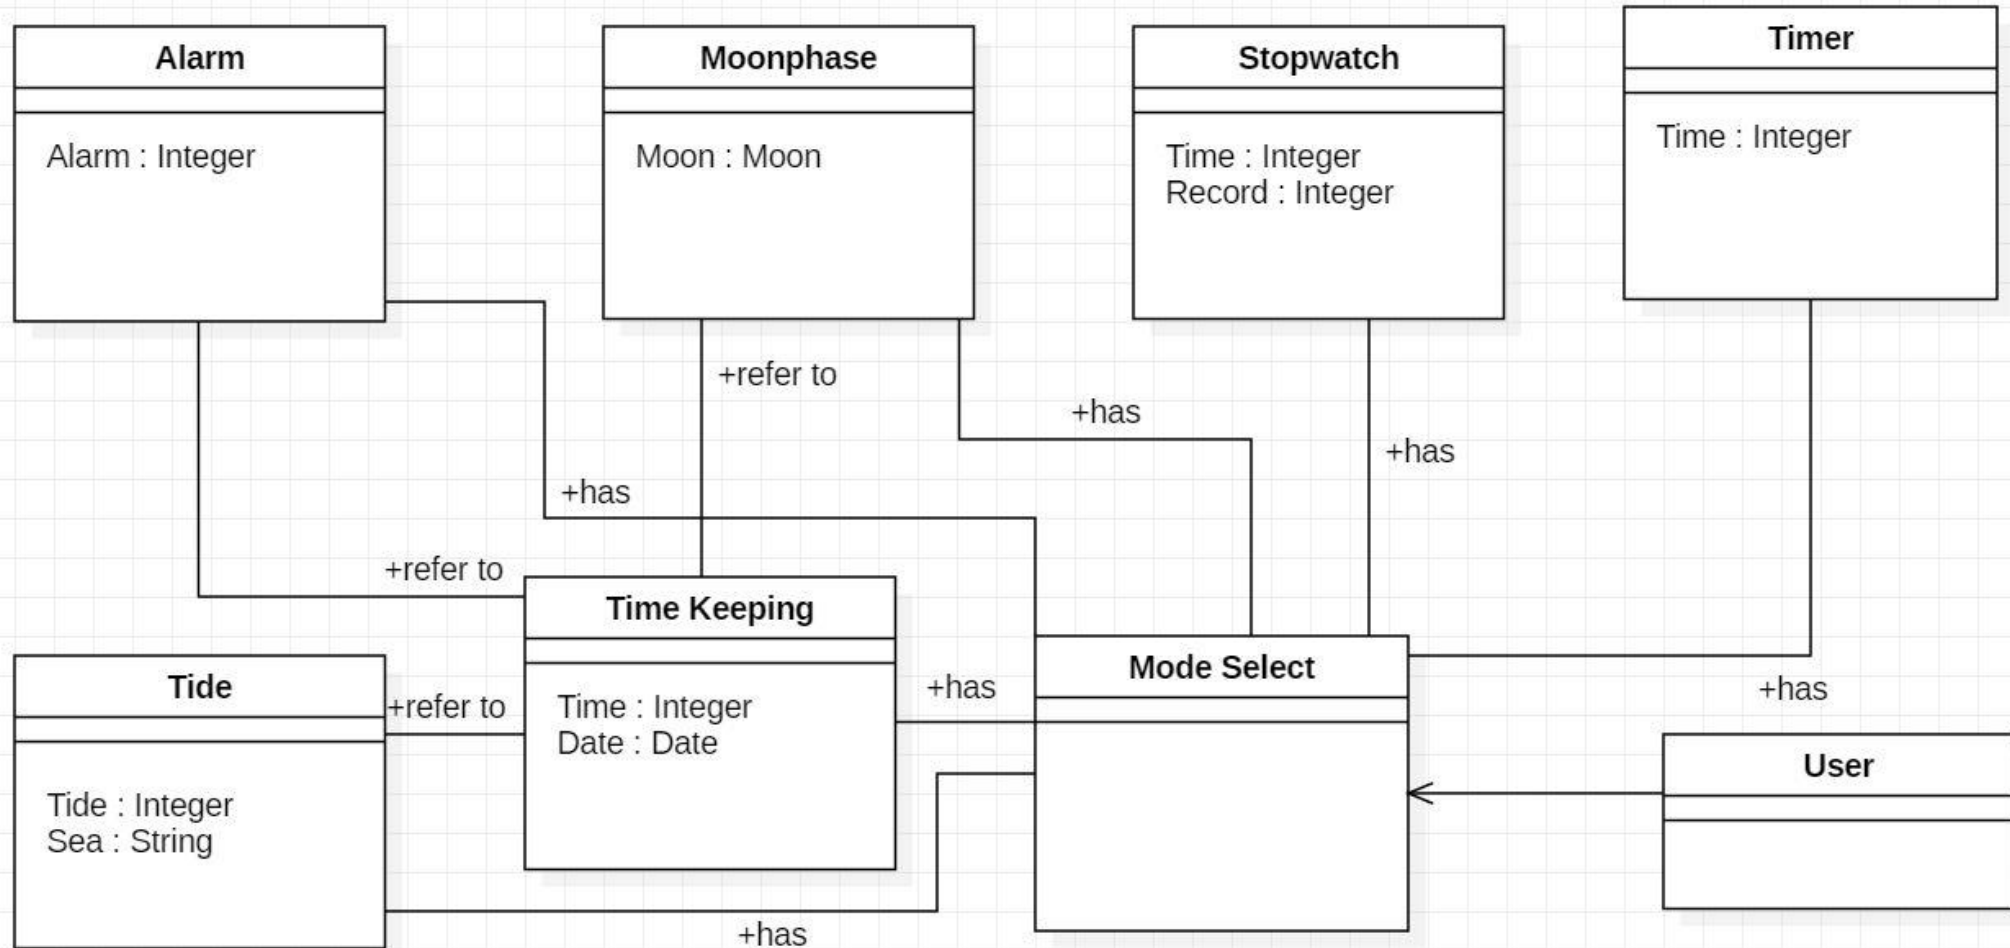 Alarm
Alarm : Integer
Moonphase
Moon : Moon
Stopwatch
Time : Integer
Record : Integer
Timer
Time : Integer
+refer to
+has
+has
+has
+refer to
Time Keeping
Time : Integer
Date : Date
+has
Mode Select
+has
Tide
Tide : Integer
Sea : String
+refer to
User
+has